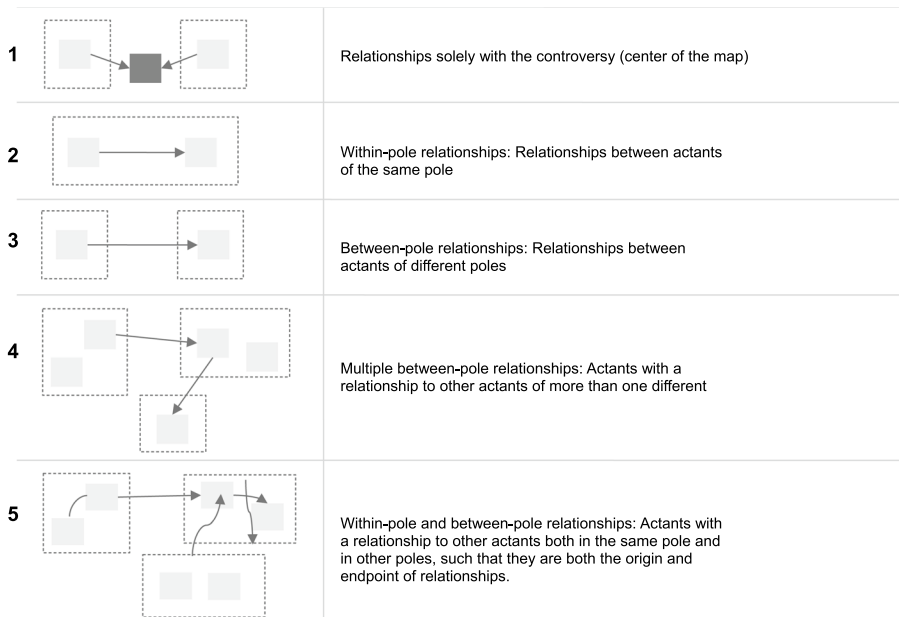 1
Relationships solely with the controversy (center of the map)
2
Within-pole relationships: Relationships between actants
of the same pole
3
Between-pole relationships: Relationships between
actants of different poles
4
Multiple between-pole relationships: Actants with a
relationship to other actants of more than one different
5
Within-pole and between-pole relationships: Actants with
a relationship to other actants both in the same pole and
in other poles, such that they are both the origin and
endpoint of relationships.